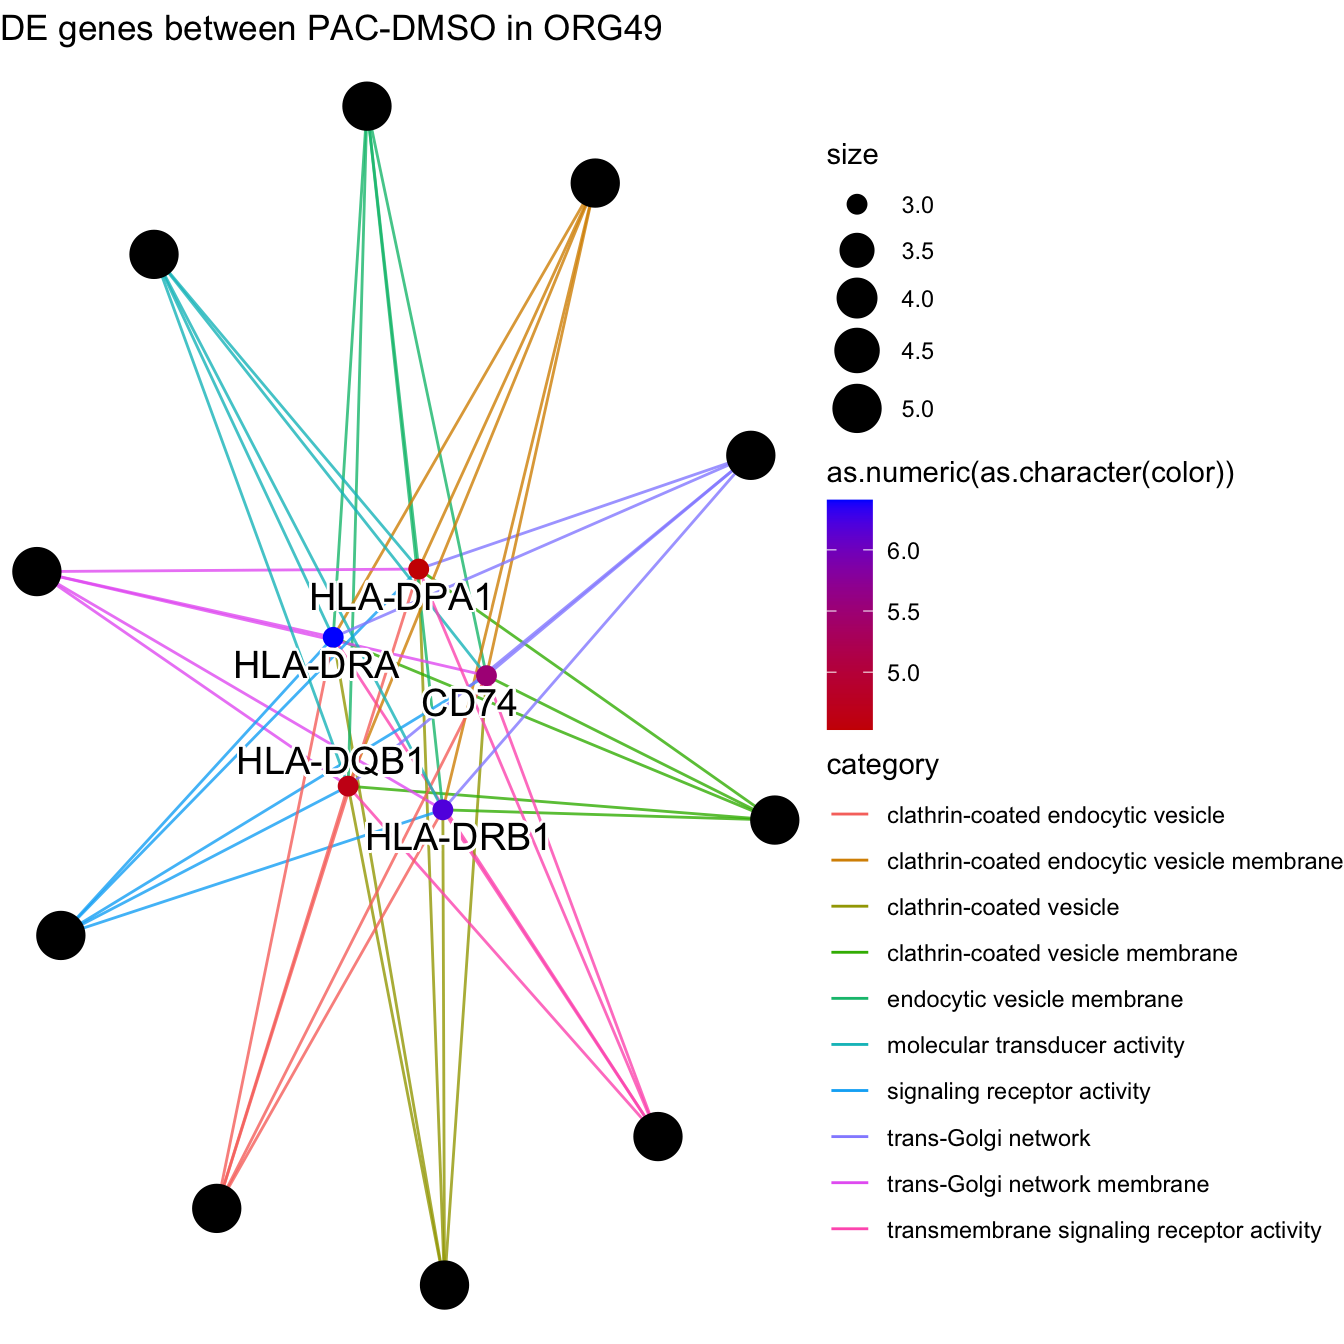 DE genes between PAC-DMSO in ORG49
HLA-DPA1
HLA-DRA
CD74
HLA-DQB1
HLA-DRB1
size
3.0
3.5
4.0
4.5
5.0
as.numeric(as.character(color))
6.0
5.5
5.0
category
clathrin-coated endocytic vesicle
clathrin-coated endocytic vesicle membrane
clathrin-coated vesicle
clathrin-coated vesicle membrane
endocytic vesicle membrane
molecular transducer activity
signaling receptor activity
trans-Golgi network
trans-Golgi network membrane
transmembrane signaling receptor activity